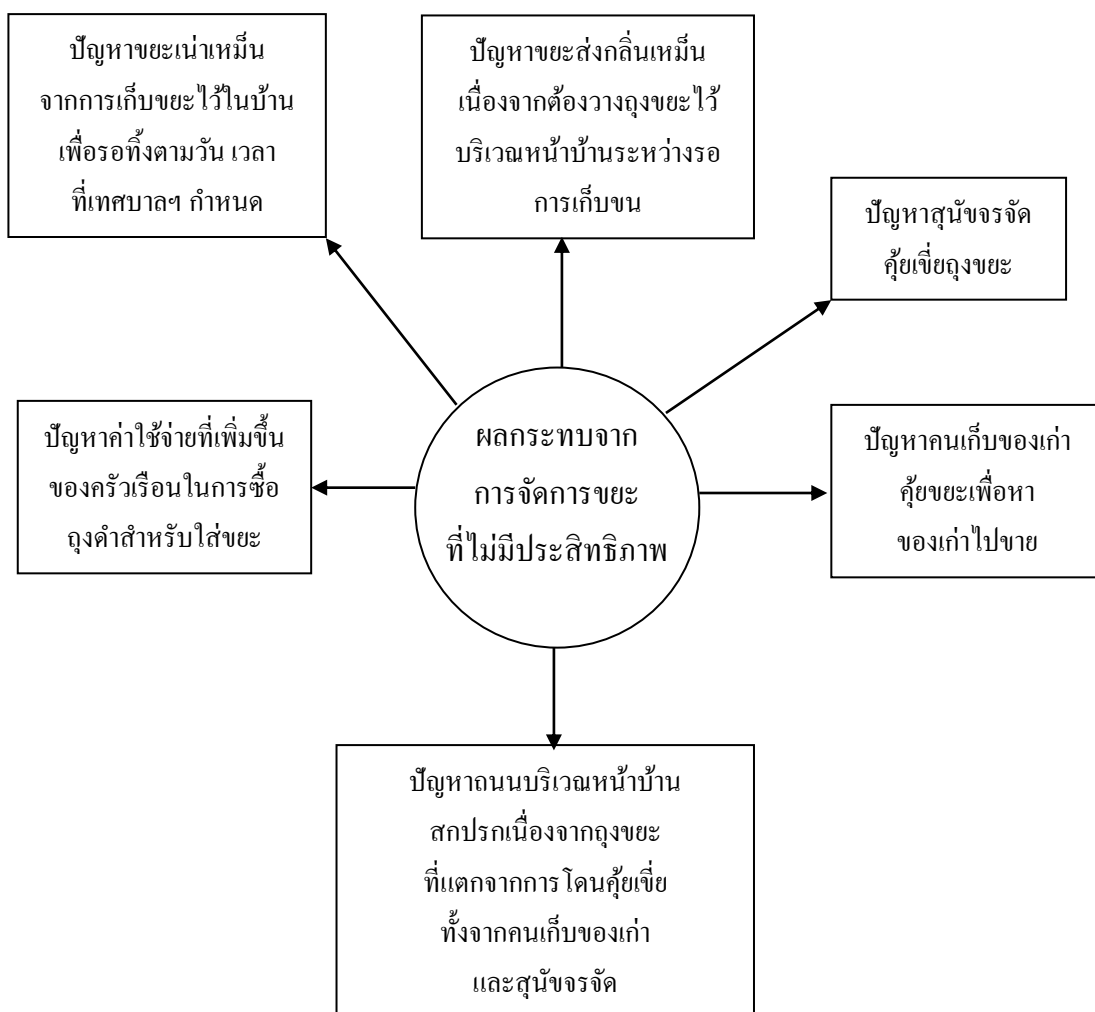 ปัญหาขยะเน่าเหม็น
จากการเก็บขยะไว้ในบ้าน
เพื่อรอทิ้งตามวัน เวลา
ที่เทศบาลฯ กำหนด
ปัญหาขยะส่งกลิ่นเหม็น
เนื่องจากต้องวางถุงขยะไว้
บริเวณหน้าบ้านระหว่างรอ
การเก็บขน
ปัญหาสุนัขจรจัด
คุ้ยเขี่ยถุงขยะ
ปัญหาค่าใช้จ่ายที่เพิ่มขึ้น
ของครัวเรือนในการซื้อ
ถุงดำสำหรับใส่ขยะ
ผลกระทบจาก
การจัดการขยะ
ที่ไม่มีประสิทธิภาพ
ปัญหาคนเก็บของเก่า
คุ้ยขยะเพื่อหา
ของเก่าไปขาย
ปัญหาถนนบริเวณหน้าบ้าน
สกปรกเนื่องจากถุงขยะ
ที่แตกจากการโดนคุ้ยเขี่ย
ทั้งจากคนเก็บของเก่า
และสุนัขจรจัด